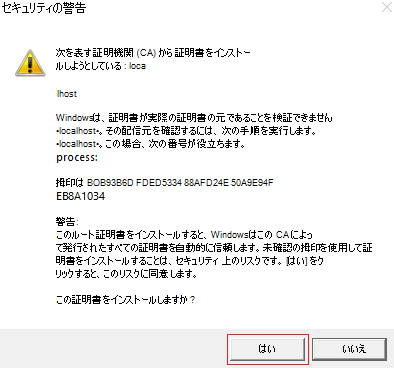 セキュリティの警告
次を表す証明機関 (CA) から証明書をインストー
ルしようとしている : loca
lhost
Windowsは、証明書が実際の証明書の元であることを検証できません
•localhost•。その配信元を確認するには、次の手順を実行します。
•localhost•。この場合、次の番号が役立ちます。
process:
拇印は BOB93B6D FDED5334 88AFD24E 50A9E94F
EB8A1034
警告:
このルート証明書をインストールすると、Windowsはこの CAによっ
て発行されたすべての証明書を自動的に信頼します。未確認の拇印を使用して証
明書をインストールすることは、セキュリティ 上のリスクです。 [はい] をク
リックすると、このリスクに同意します。
この証明書をインストールしますか ?
はい
いいえ